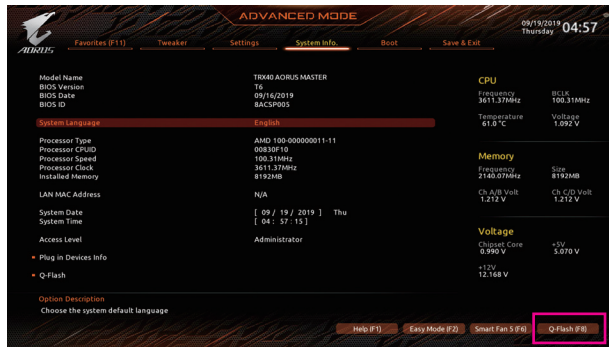 ADVANCED MODE
09/19/2019 Thursday 04:57
AORUS
Favorites (F11) Tweaker Settings System Info. Boot Save & Exit
Model Name TRX40 AORUS MASTER
BIOS Version T6
BIOS Date 09/16/2019
BIOS ID 8ACSP005
System Language English
Processor Type AMD 100-000000011-11
Processor CPUID 00830F10
Processor Speed 100.31MHz
Processor Clock 3611.37MHz
Installed Memory 8192MB
LAN MAC Address N/A
System Date [ 09 / 19 / 2019 ] Thu
System Time [ 04 : 57 : 15 ]
Access Level Administrator
Plug in Devices Info
Q-Flash
Option Description
Choose the system default language
CPU
Frequency BCLK
3611.37MHz 100.31MHz
Temperature Voltage
61.0 °C 1.092 V
Memory
Frequency Size
2140.07MHz 8192MB
Ch A/B Volt Ch C/D Volt
1.212 V 1.212 V
Voltage
Chipset Core +5V
0.990 V 5.070 V
+12V
12.168 V
Help (F1) Easy Mode (F2) Smart Fan 5 (F6) Q-Flash (F8)